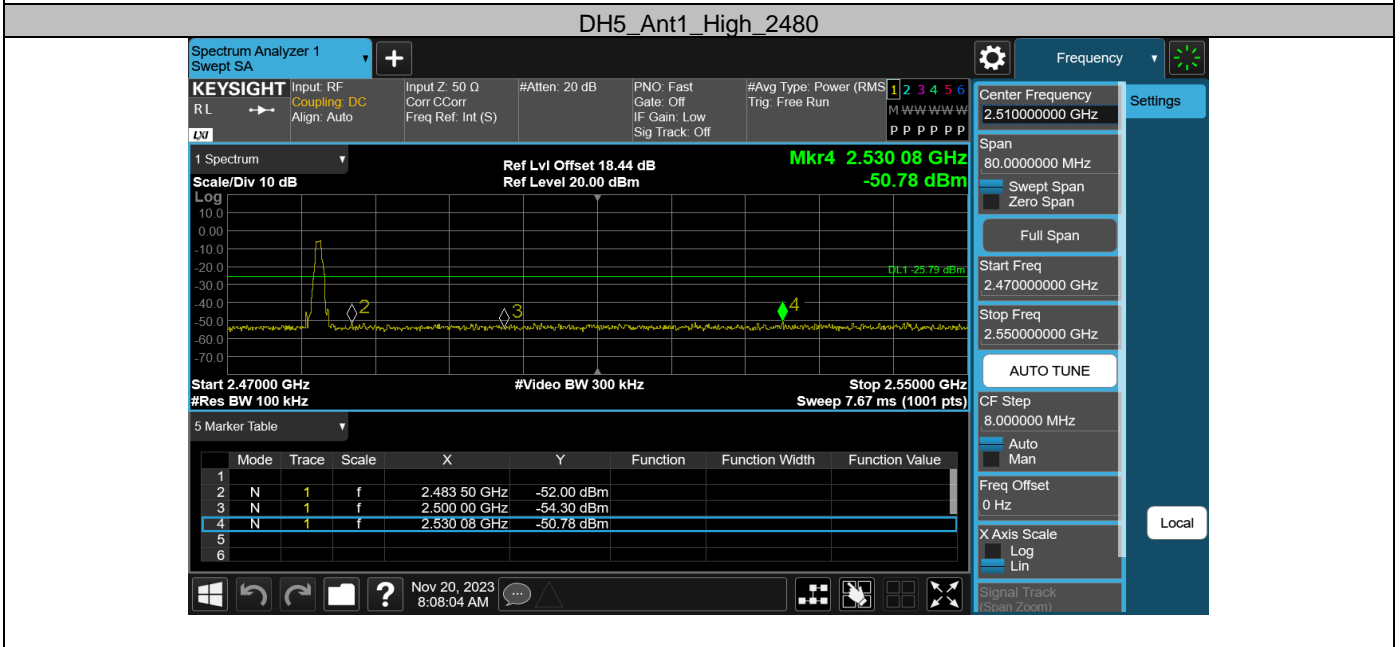 DH5_Ant1_High_2480
Spectrum Analyzer 1
Swept SA
+
Frequency
KEYSIGHT
RL
LXI
Input: RF
Coupling: DC
Align: Auto
Input Z: 50 Ω
Corr CCorr
Freq Ref: Int (S)
#Atten: 20 dB
PNO: Fast
Gate: Off
IF Gain: Low
Sig Track: Off
#Avg Type: Power (RMS
Trig: Free Run
1 2 3 4 5 6
M W W W W W
P P P P P P
1 Spectrum
Scale/Div 10 dB
Ref Lvl Offset 18.44 dB
Ref Level 20.00 dBm
Mkr4 2.530 08 GHz
-50.78 dBm
Log
10.0
0.00
-10.0
-20.0
-30.0
-40.0
-50.0
-60.0
-70.0
DL1 -25.79 dBm
2
3
4
Start 2.47000 GHz
#Video BW 300 kHz
Stop 2.55000 GHz
#Res BW 100 kHz
Sweep 7.67 ms (1001 pts)
5 Marker Table
Mode Trace Scale X Y Function Function Width Function Value
1
2 N 1 f 2.483 50 GHz -52.00 dBm
3 N 1 f 2.500 00 GHz -54.30 dBm
4 N 1 f 2.530 08 GHz -50.78 dBm
5
6
?
Nov 20, 2023
8:08:04 AM
Center Frequency
2.510000000 GHz
Settings
Span
80.0000000 MHz
Swept Span
Zero Span
Full Span
Start Freq
2.470000000 GHz
Stop Freq
2.550000000 GHz
AUTO TUNE
CF Step
8.000000 MHz
Auto
Man
Freq Offset
0 Hz
Local
X Axis Scale
Log
Lin
Signal Track
(Span Zoom)